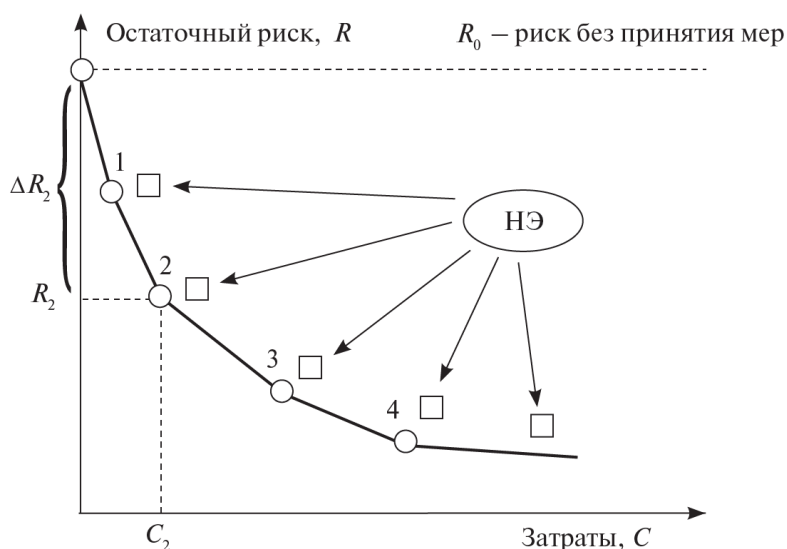 Остаточный риск, R
R₀ – риск без принятия мер
1
ΔR₂
НЭ
2
R₂
3
4
C₂
Затраты, C